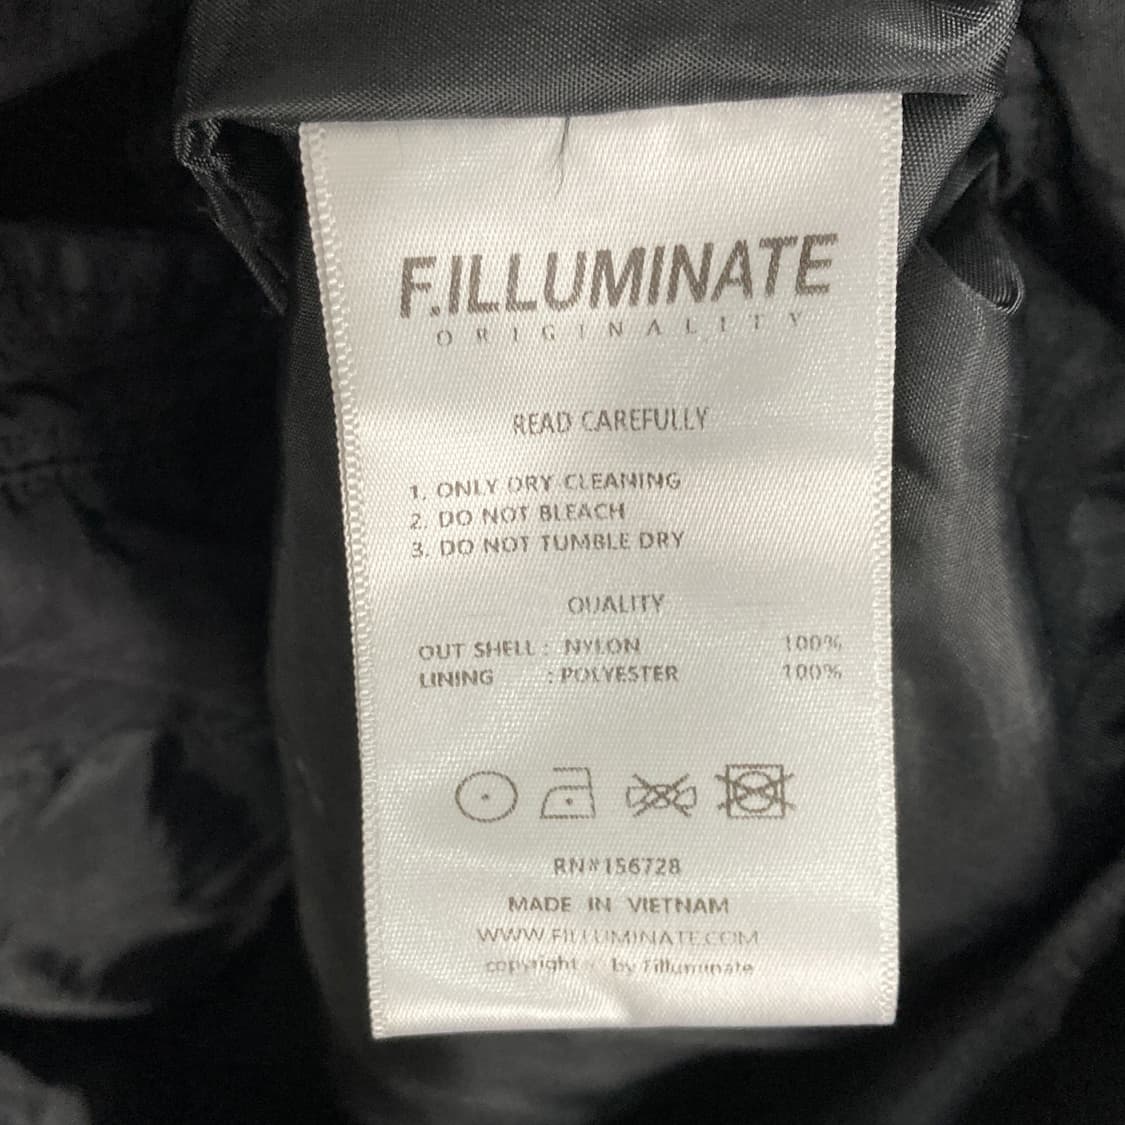 F.ILLUMINATE
ORIGINALITY
READ CAREFULLY
1. ONLY DRY CLEANING
2. DO NOT BLEACH
3. DO NOT TUMBLE DRY
QUALITY
OUT SHELL : NYLON 100%
LINING : POLYESTER 100%
RN#156728
MADE IN VIETNAM
WWW.FILLUMINATE.COM
copyright by Filluminate